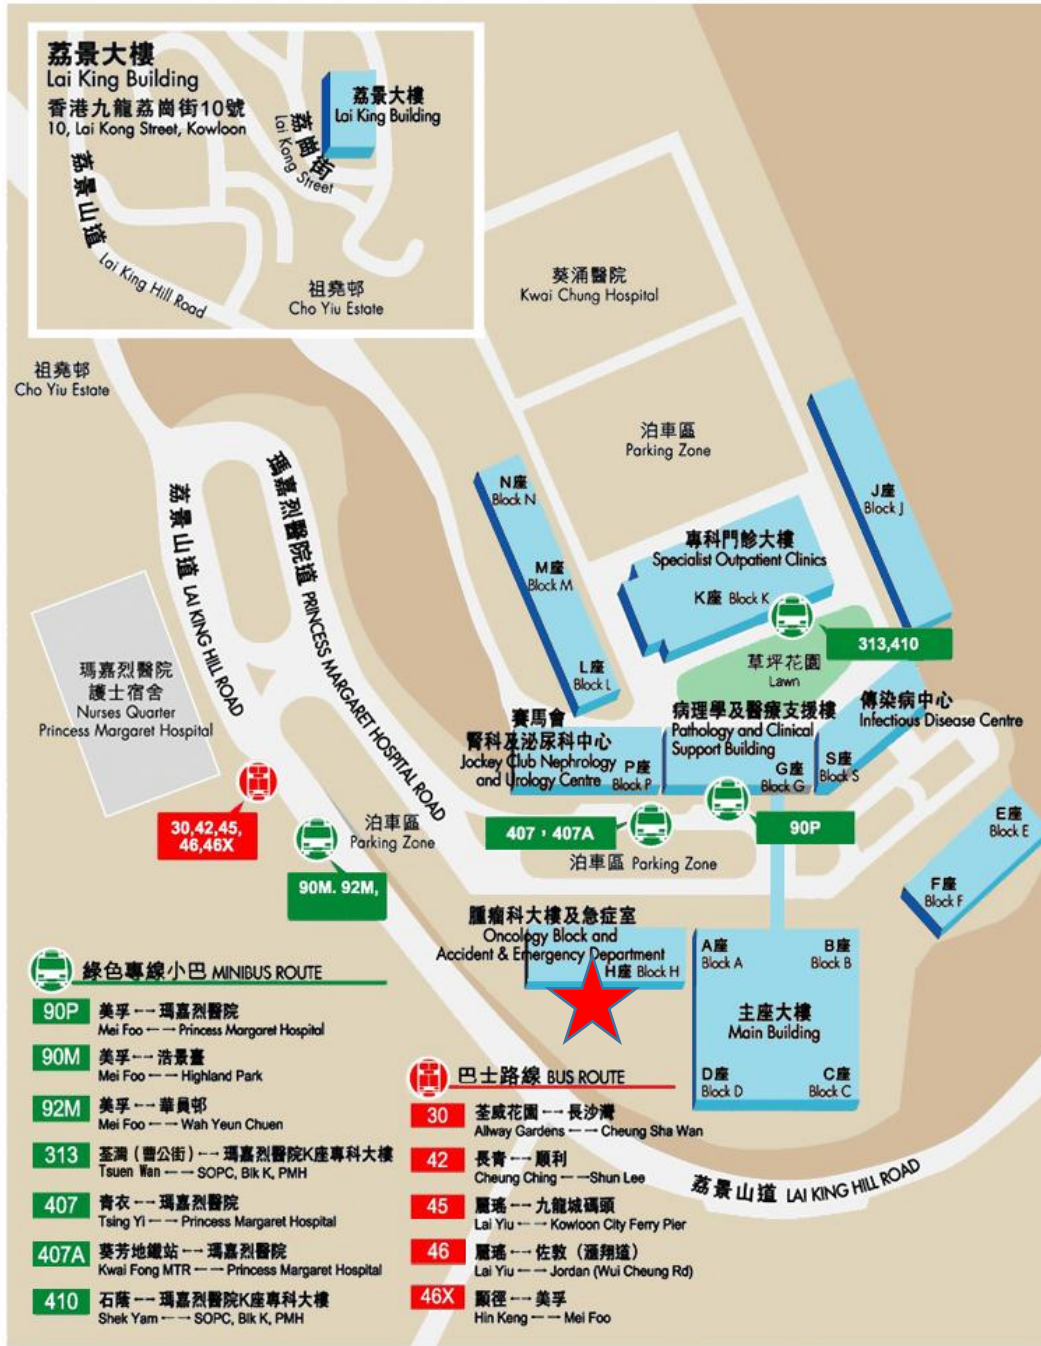 荔景大樓
Lai King Building
香港九龍荔崗街10號
10, Lai Kong Street, Kowloon
荔景大樓
Lai King Building
荔崗街
Lai Kong Street
荔景山道
Lai King Hill Road
祖堯邨
Cho Yiu Estate
葵涌醫院
Kwai Chung Hospital
祖堯邨
Cho Yiu Estate
泊車區
Parking Zone
瑪嘉烈醫院道 PRINCESS MARGARET HOSPITAL ROAD
荔景山道 LAI KING HILL ROAD
N座
Block N
M座
Block M
L座
Block L
J座
Block J
專科門診大樓
Specialist Outpatient Clinics
K座 Block K
313,410
草坪花園
Lawn
瑪嘉烈醫院
護士宿舍
Nurses Quarter
Princess Margaret Hospital
賽馬會
腎科及泌尿科中心
Jockey Club Nephrology
and Urology Centre
P座
Block P
病理學及醫療支援樓
Pathology and Clinical
Support Building
G座
Block G
傳染病中心
Infectious Disease Centre
S座
Block S
30,42,45,
46,46X
泊車區
Parking Zone
90M. 92M,
407，407A
90P
泊車區 Parking Zone
E座
Block E
F座
Block F
腫瘤科大樓及急症室
Oncology Block and
Accident & Emergency Department
H座 Block H
A座
Block A
B座
Block B
主座大樓
Main Building
D座
Block D
C座
Block C
荔景山道 LAI KING HILL ROAD
綠色專線小巴 MINIBUS ROUTE
90P 美孚←→瑪嘉烈醫院
Mei Foo ←→ Princess Margaret Hospital
90M 美孚←→浩景臺
Mei Foo ←→ Highland Park
92M 美孚←→華員邨
Mei Foo ←→ Wah Yeun Chuen
313 荃灣 (曹公街)←→瑪嘉烈醫院K座專科大樓
Tsuen Wan ←→ SOPC, Blk K, PMH
407 青衣←→瑪嘉烈醫院
Tsing Yi ←→ Princess Margaret Hospital
407A 葵芳地鐵站←→瑪嘉烈醫院
Kwai Fong MTR ←→ Princess Margaret Hospital
410 石蔭←→瑪嘉烈醫院K座專科大樓
Shek Yam ←→ SOPC, Blk K, PMH
巴士路線 BUS ROUTE
30 荃威花園←→長沙灣
Allway Gardens ←→ Cheung Sha Wan
42 長青←→順利
Cheung Ching ←→ Shun Lee
45 麗瑤←→九龍城碼頭
Lai Yiu ←→ Kowloon City Ferry Pier
46 麗瑤←→佐敦 (滙翔道)
Lai Yiu ←→ Jordan (Wui Cheung Rd)
46X 顯徑←→美孚
Hin Keng ←→ Mei Foo